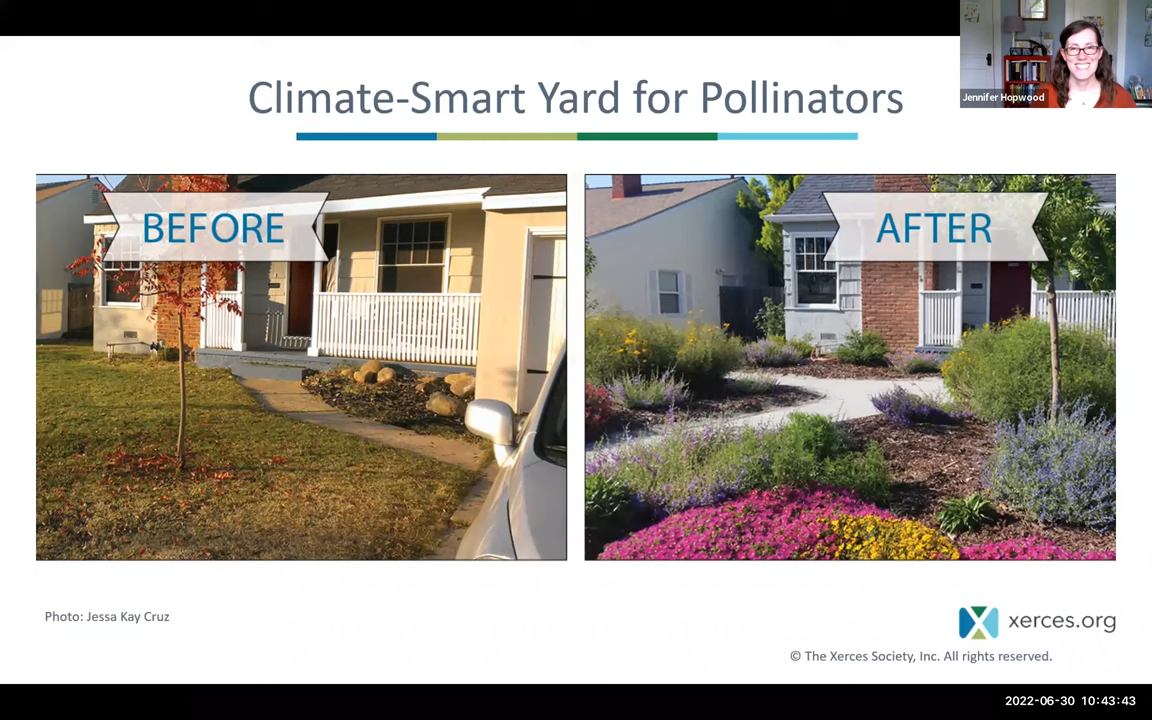 Climate-Smart Yard for Pollinators
Jennifer Hopwood
BEFORE
AFTER
Photo: Jessa Kay Cruz
xerces.org
© The Xerces Society, Inc. All rights reserved.
2022-06-30 10:43:43